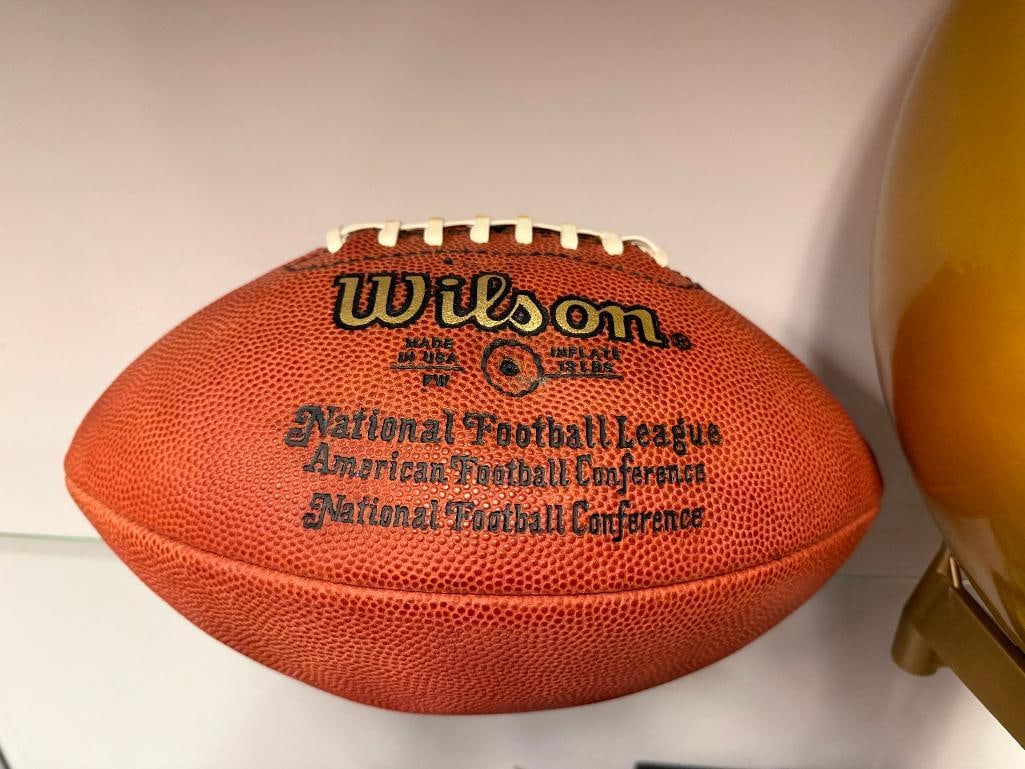 Wilson®
MADE IN USA
INFLATE 13 LBS
National Football League
American Football Conference
National Football Conference